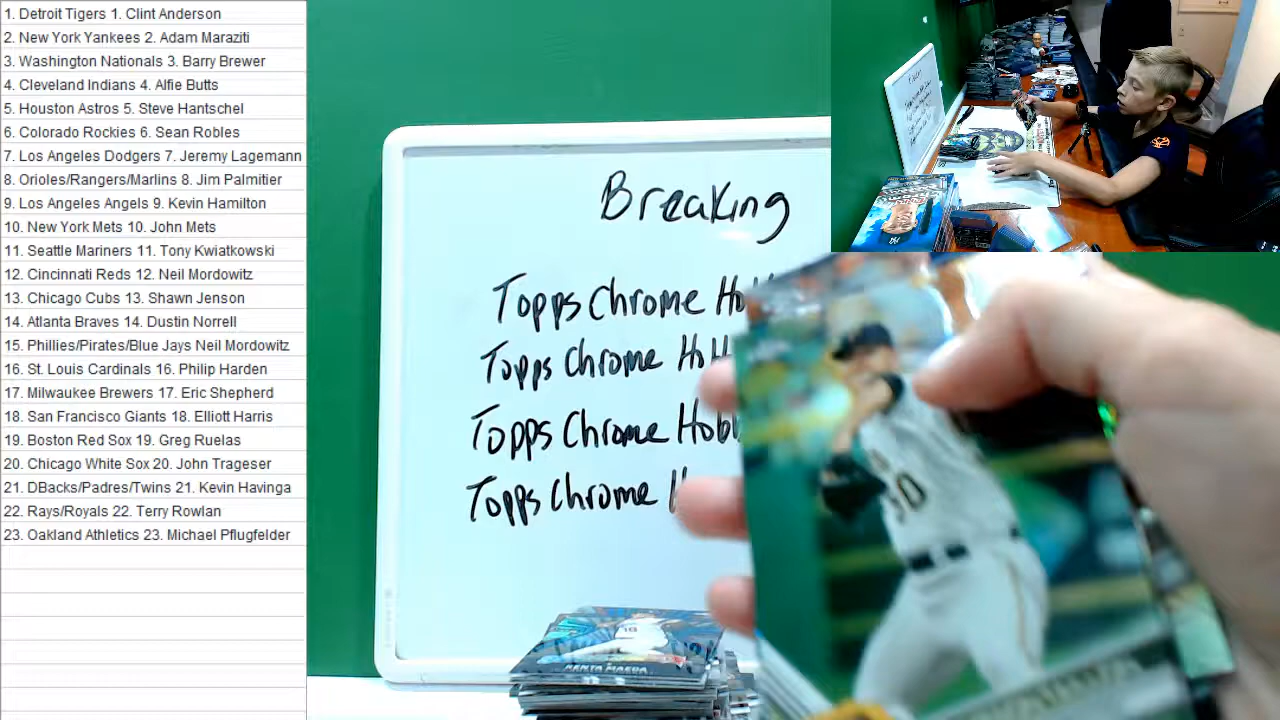 1. Detroit Tigers 1. Clint Anderson
2. New York Yankees 2. Adam Maraziti
3. Washington Nationals 3. Barry Brewer
4. Cleveland Indians 4. Alfie Butts
5. Houston Astros 5. Steve Hantschel
6. Colorado Rockies 6. Sean Robles
7. Los Angeles Dodgers 7. Jeremy Lagemann
8. Orioles/Rangers/Marlins 8. Jim Palmitier
9. Los Angeles Angels 9. Kevin Hamilton
10. New York Mets 10. John Mets
11. Seattle Mariners 11. Tony Kwiatkowski
12. Cincinnati Reds 12. Neil Mordowitz
13. Chicago Cubs 13. Shawn Jenson
14. Atlanta Braves 14. Dustin Norrell
15. Phillies/Pirates/Blue Jays Neil Mordowitz
16. St. Louis Cardinals 16. Philip Harden
17. Milwaukee Brewers 17. Eric Shepherd
18. San Francisco Giants 18. Elliott Harris
19. Boston Red Sox 19. Greg Ruelas
20. Chicago White Sox 20. John Trageser
21. DBacks/Padres/Twins 21. Kevin Havinga
22. Rays/Royals 22. Terry Rowlan
23. Oakland Athletics 23. Michael Pflugfelder
Breaking
Topps Chrome
Topps Chrome
Topps Chrome
Topps Chrome
KENTA MAEDA